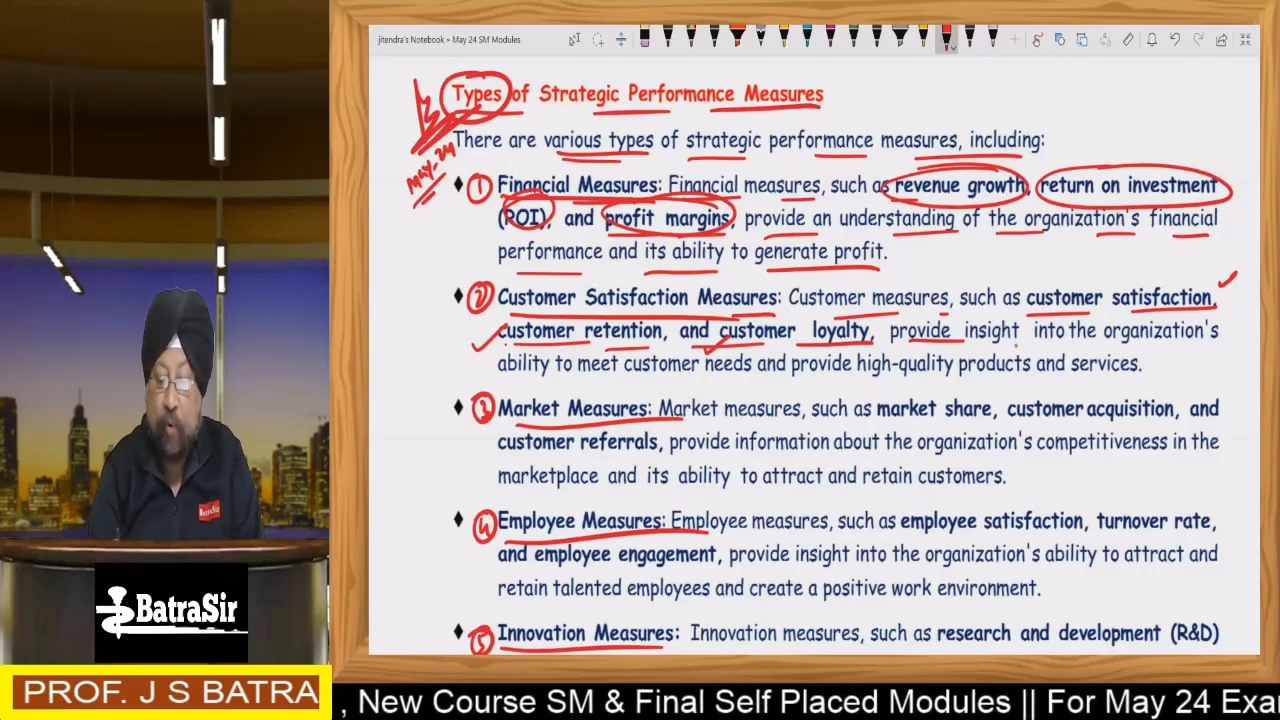 jitendra's Notebook » May 24 SM Modules
Types of Strategic Performance Measures
There are various types of strategic performance measures, including:
MAY-24
♦ 1 Financial Measures: Financial measures, such as revenue growth, return on investment
(ROI), and profit margins, provide an understanding of the organization's financial
performance and its ability to generate profit.
♦ 2 Customer Satisfaction Measures: Customer measures, such as customer satisfaction,
customer retention, and customer loyalty, provide insight into the organization's
ability to meet customer needs and provide high-quality products and services.
♦ 3 Market Measures: Market measures, such as market share, customer acquisition, and
customer referrals, provide information about the organization's competitiveness in the
marketplace and its ability to attract and retain customers.
♦ 4 Employee Measures: Employee measures, such as employee satisfaction, turnover rate,
and employee engagement, provide insight into the organization's ability to attract and
retain talented employees and create a positive work environment.
♦ 5 Innovation Measures: Innovation measures, such as research and development (R&D)
BatraSir
BatraSir
PROF. J S BATRA
, New Course SM & Final Self Placed Modules || For May 24 Exa